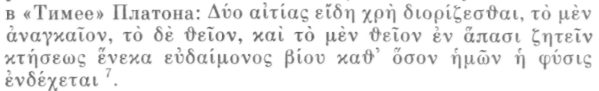 в «Тимее» Платона: Δύο αἰτίας εἴδη χρὴ διορίζεσθαι, τὸ μὲν
ἀναγκαῖον, τὸ δὲ θεῖον, καὶ τὸ μὲν θεῖον ἐν ἅπασι ζητεῖν
κτήσεως ἕνεκα εὐδαίμονος βίου καθ’ ὅσον ἡμῶν ἡ φύσις
ἐνδέχεται ⁷.